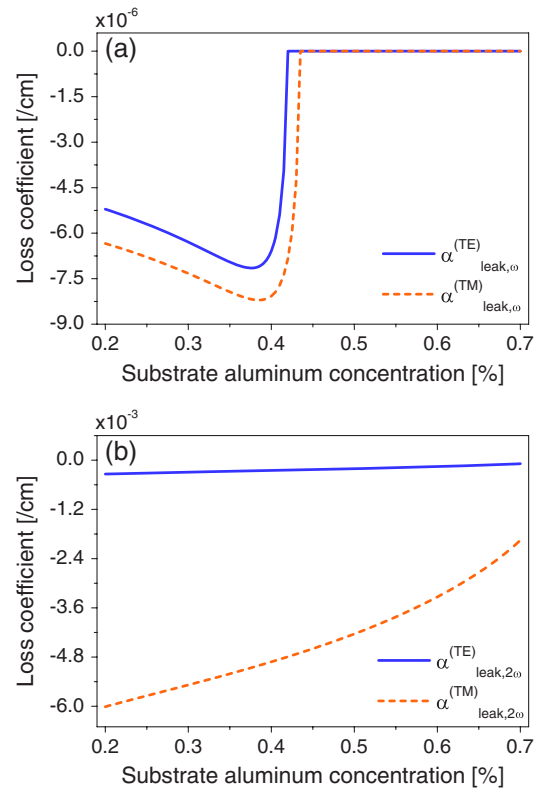 x10⁻⁶
(a)
0.0
-1.5
-3.0
-4.5
-6.0
-7.5
-9.0
Loss coefficient [/cm]
α(TE) leak,ω
α(TM) leak,ω
0.2 0.3 0.4 0.5 0.6 0.7
Substrate aluminum concentration [%]
x10⁻³
(b)
0.0
-1.2
-2.4
-3.6
-4.8
-6.0
Loss coefficient [/cm]
α(TE) leak,2ω
α(TM) leak,2ω
0.2 0.3 0.4 0.5 0.6 0.7
Substrate aluminum concentration [%]